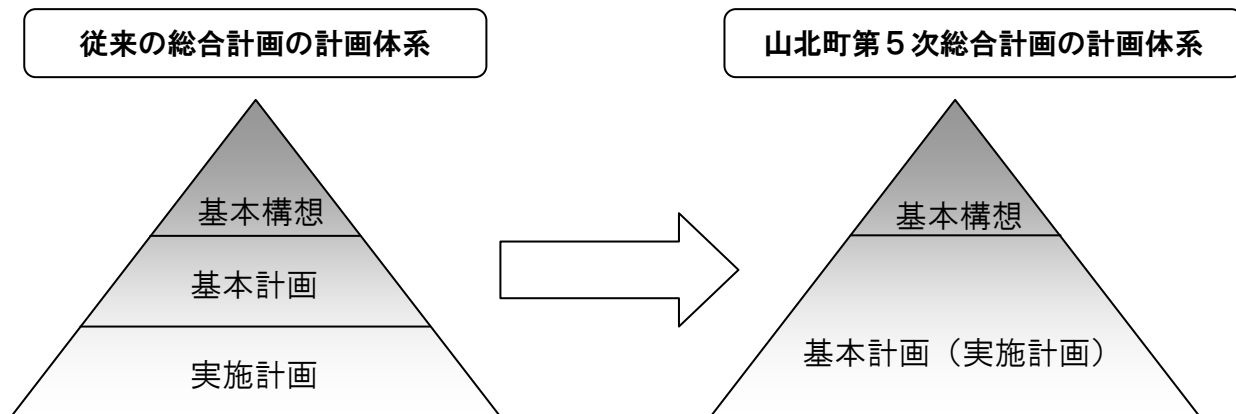 従来の総合計画の計画体系
山北町第５次総合計画の計画体系
基本構想
基本計画
実施計画
基本構想
基本計画（実施計画）